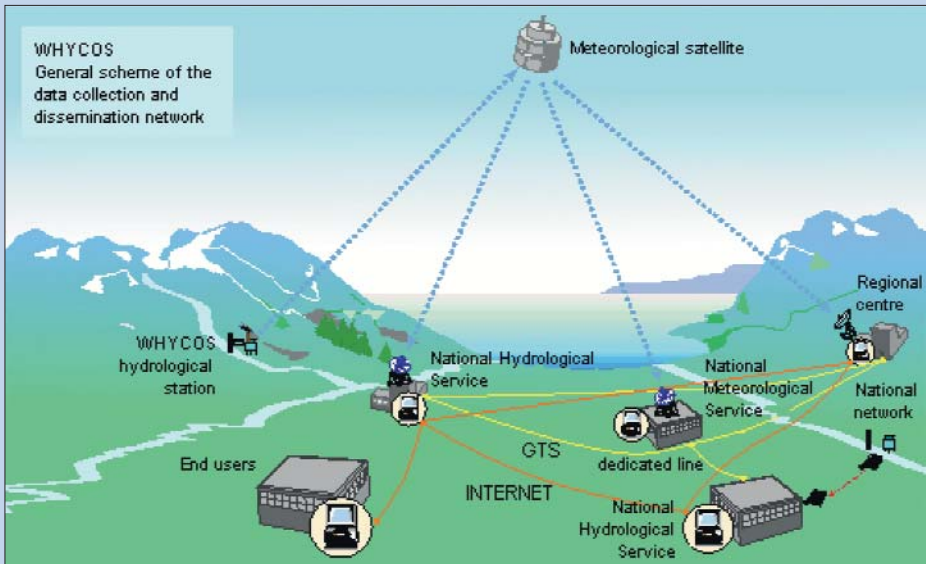 WHYCOS
General scheme of the
data collection and
dissemination network
Meteorological satellite
Regional
centre
WHYCOS
hydrological
station
National Hydrological
Service
National
Meteorological
Service
National
network
GTS
dedicated line
End users
INTERNET
National
Hydrological
Service